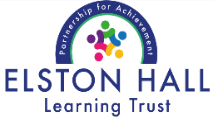 Partnership for Achievement
ELSTON HALL
Learning Trust